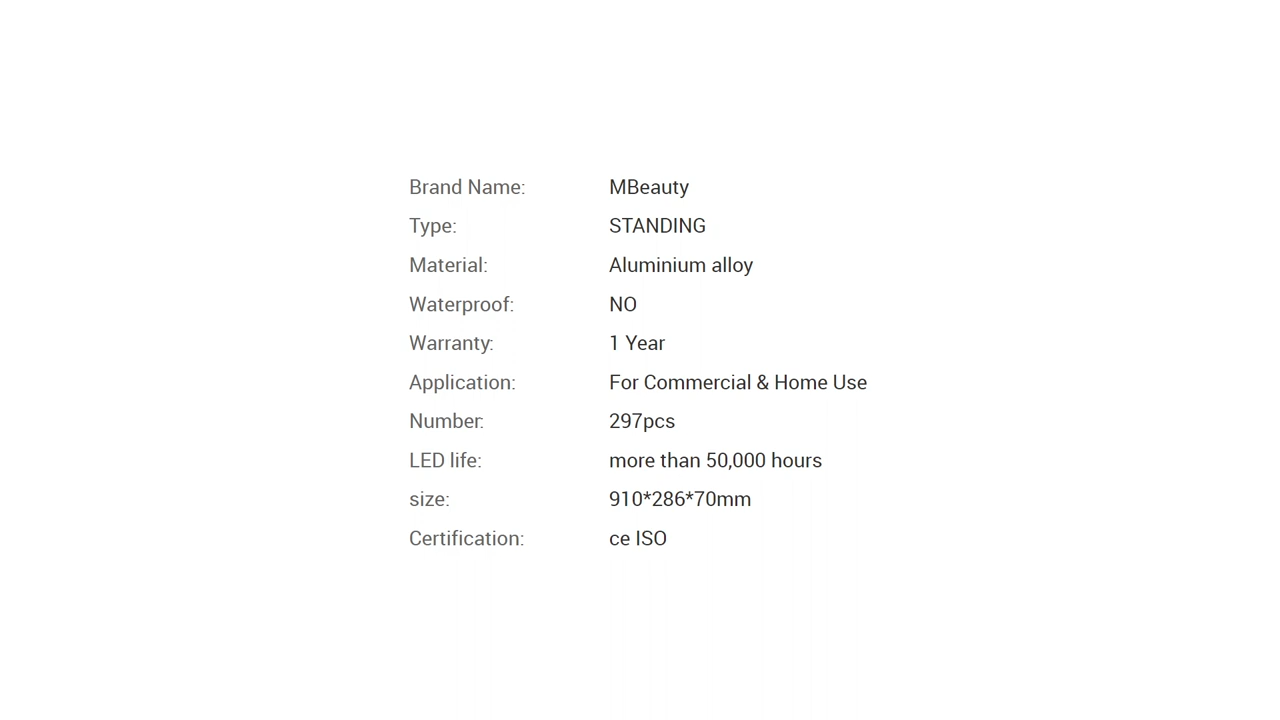 Brand Name: MBeauty
Type: STANDING
Material: Aluminium alloy
Waterproof: NO
Warranty: 1 Year
Application: For Commercial & Home Use
Number: 297pcs
LED life: more than 50,000 hours
size: 910*286*70mm
Certification: ce ISO